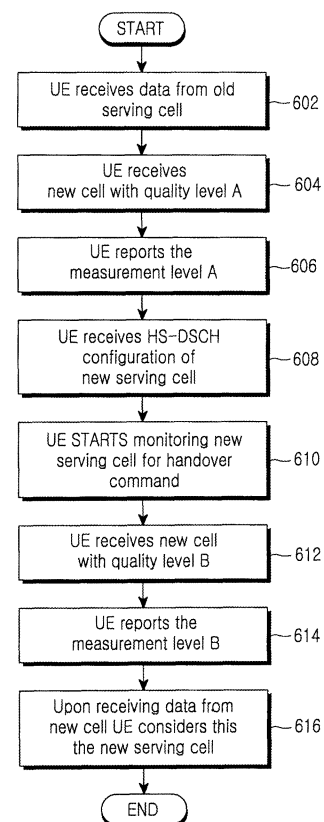 START
UE receives data from old
serving cell
602
UE receives
new cell with quality level A
604
UE reports the
measurement level A
606
UE receives HS-DSCH
configuration of
new serving cell
608
UE STARTS monitoring new
serving cell for handover
command
610
UE receives new cell
with quality level B
612
UE reports the
measurement level B
614
Upon receiving data from
new cell UE considers this
the new serving cell
616
END